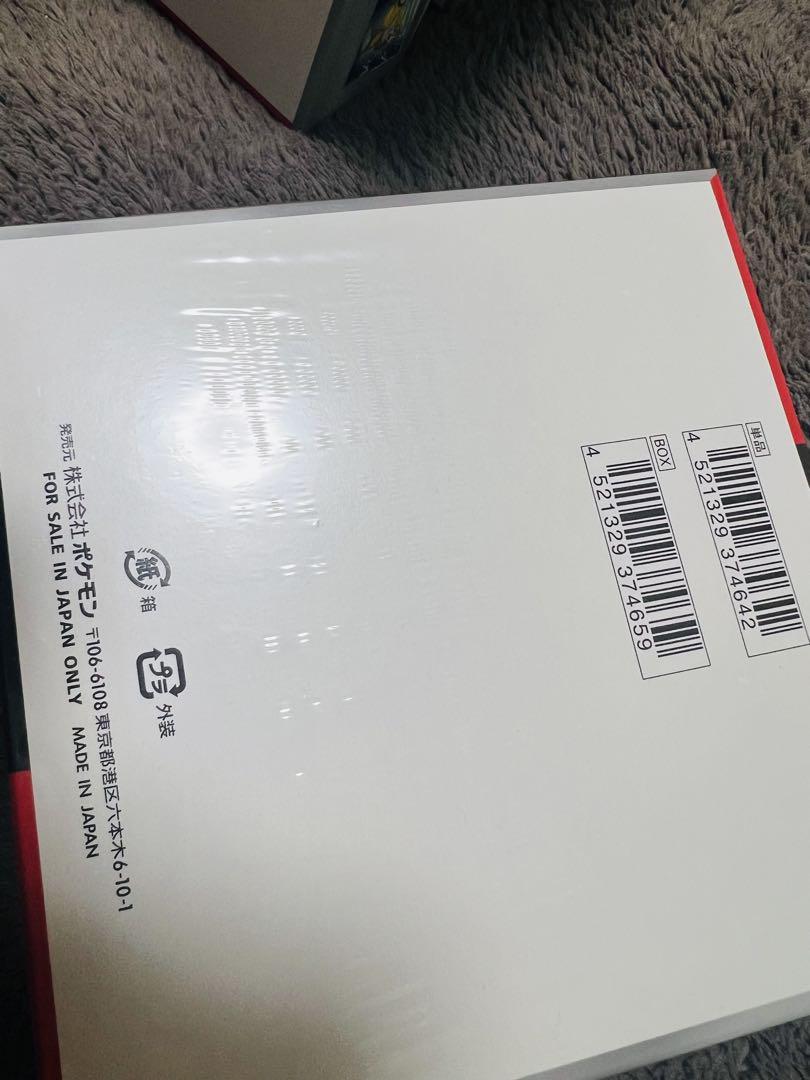 単品
4 521329 374642
BOX
4 521329 374659
紙
箱
プラ
外装
発売元 株式会社ポケモン 〒106-6108 東京都港区六本木6-10-1
FOR SALE IN JAPAN ONLY MADE IN JAPAN